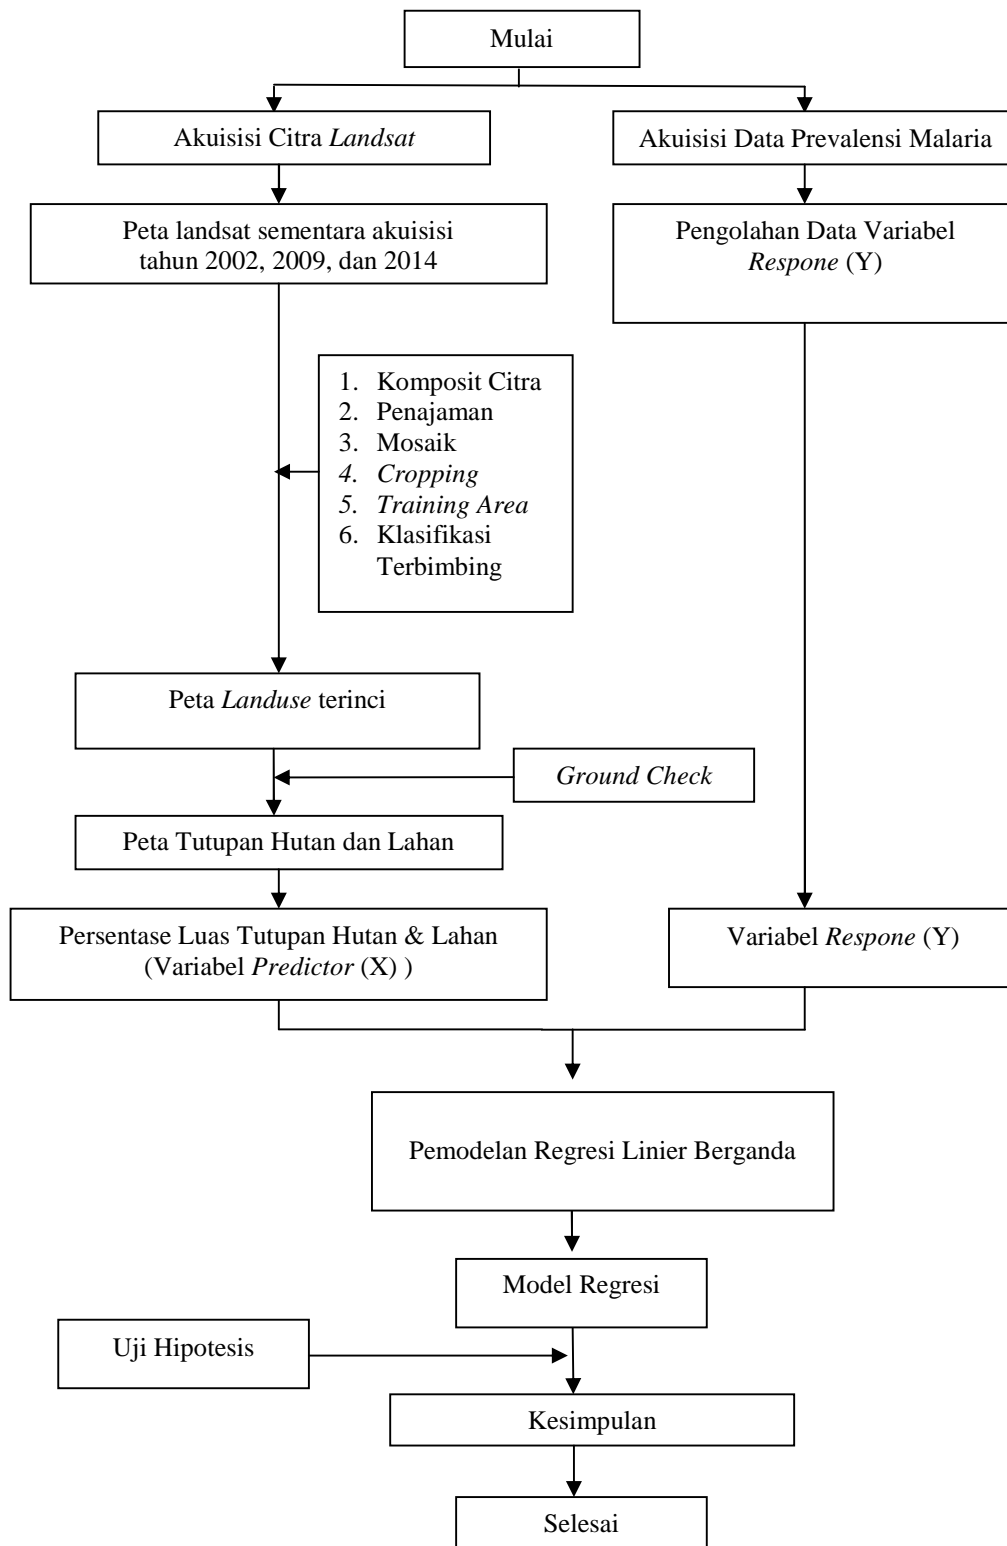 Mulai
Akuisisi Citra Landsat
Akuisisi Data Prevalensi Malaria
Peta landsat sementara akuisisi
tahun 2002, 2009, dan 2014
Pengolahan Data Variabel
Respone (Y)
1. Komposit Citra
2. Penajaman
3. Mosaik
4. Cropping
5. Training Area
6. Klasifikasi
Terbimbing
Peta Landuse terinci
Ground Check
Peta Tutupan Hutan dan Lahan
Persentase Luas Tutupan Hutan & Lahan
(Variabel Predictor (X) )
Variabel Respone (Y)
Pemodelan Regresi Linier Berganda
Model Regresi
Uji Hipotesis
Kesimpulan
Selesai